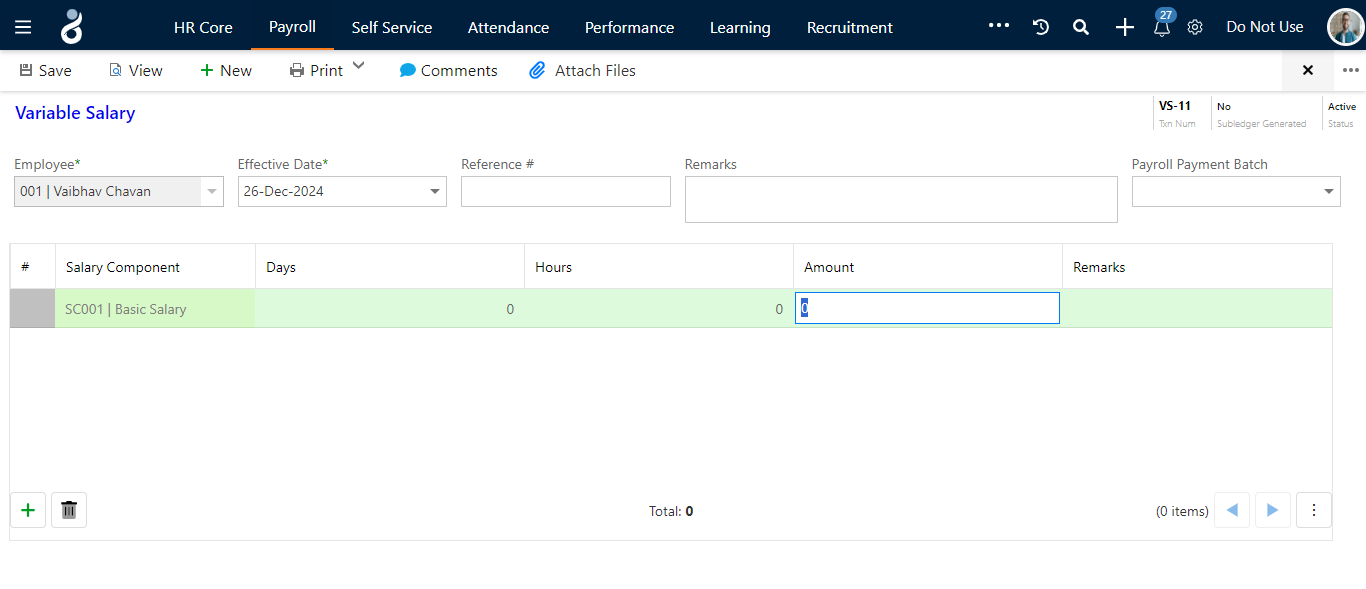 HR Core Payroll Self Service Attendance Performance Learning Recruitment ••• 27 Do Not Use
Save View New Print Comments Attach Files •••
Variable Salary
VS-11 No Active
Txn Num Subledger Generated Status
Employee* Effective Date* Reference # Remarks Payroll Payment Batch
001 | Vaibhav Chavan 26-Dec-2024
# Salary Component Days Hours Amount Remarks
SC001 | Basic Salary 0 0 0
Total: 0 (0 items)